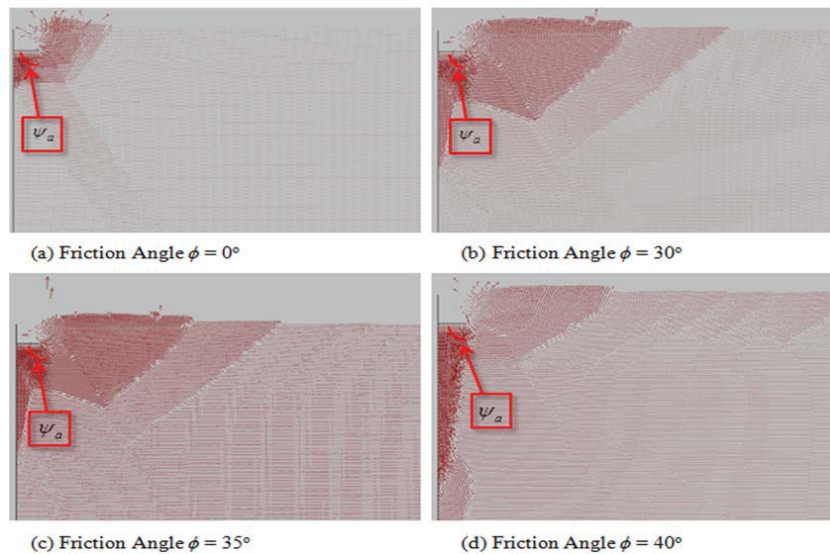 ψa
ψa
(a) Friction Angle ϕ = 0°
(b) Friction Angle ϕ = 30°
ψa
ψa
(c) Friction Angle ϕ = 35°
(d) Friction Angle ϕ = 40°